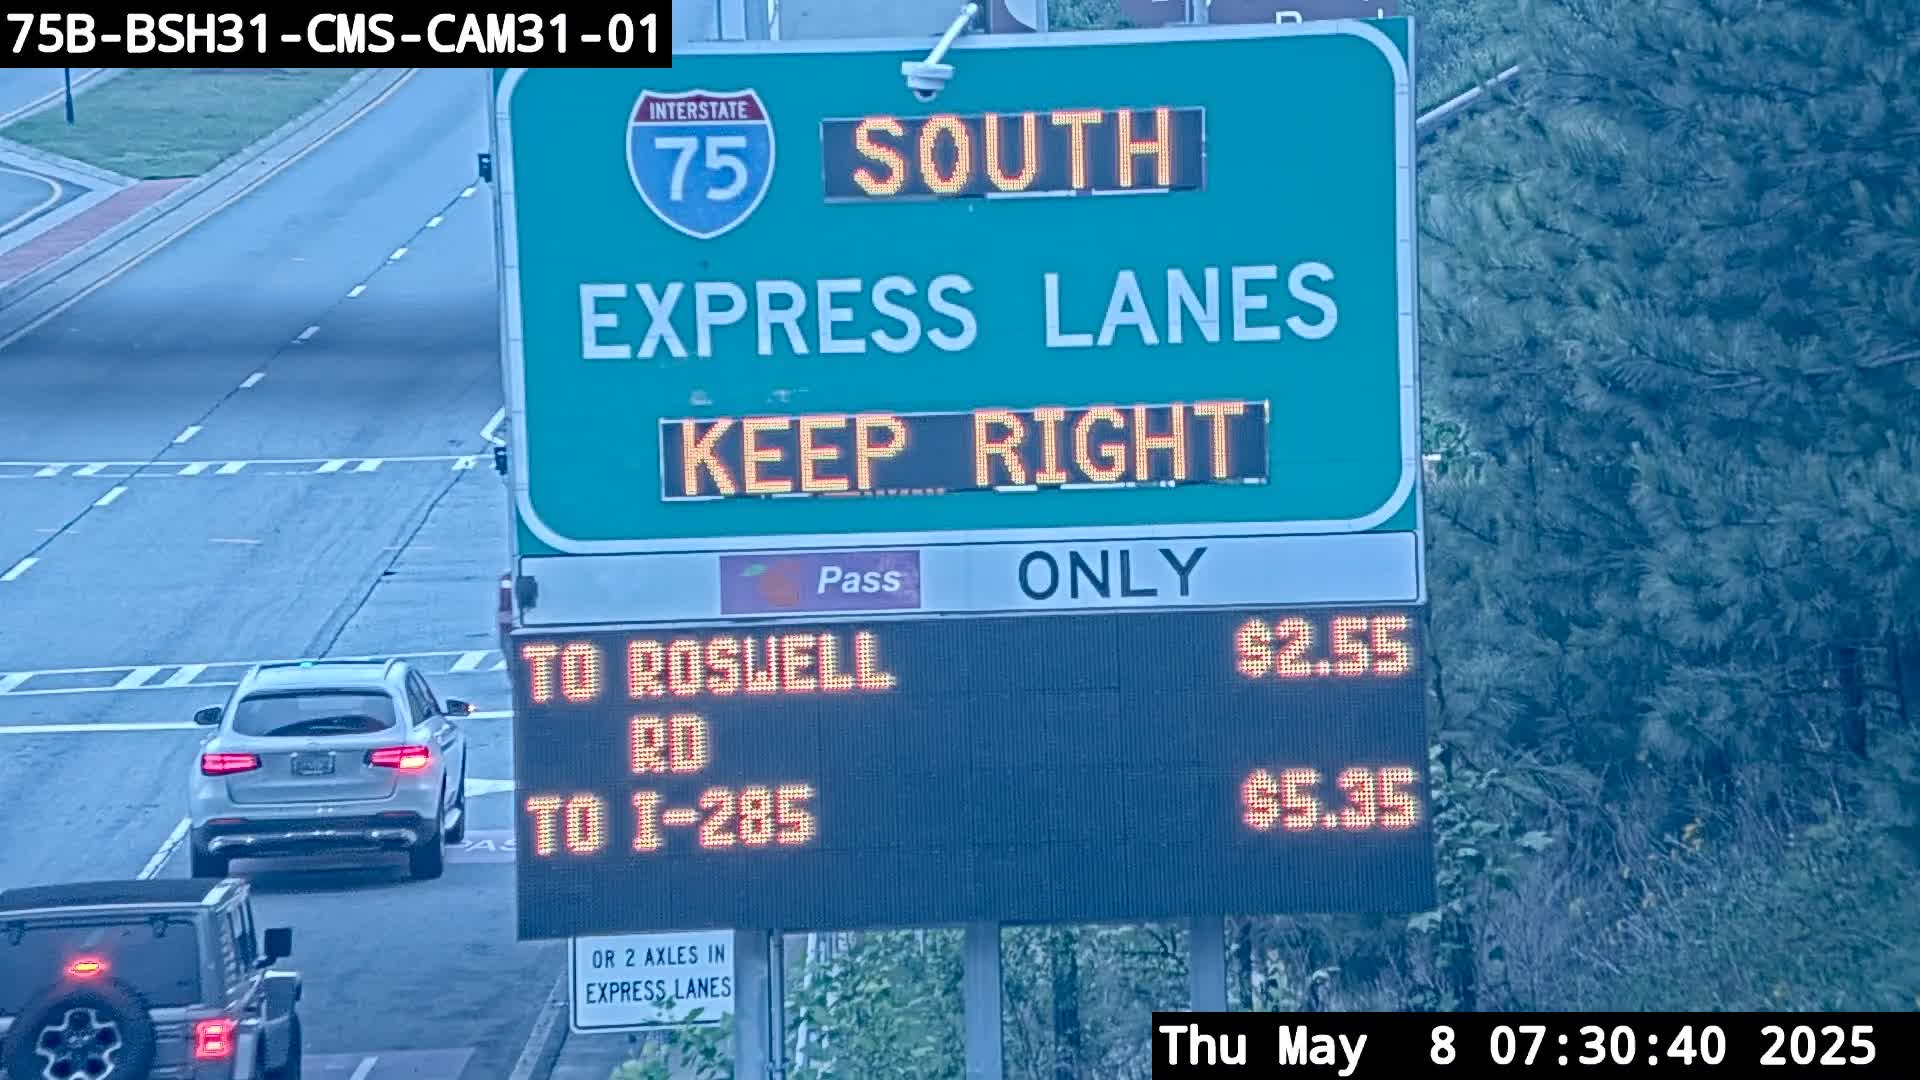 75B-BSH31-CMS-CAM31-01
INTERSTATE
75
SOUTH
EXPRESS LANES
KEEP RIGHT
Pass ONLY
TO ROSWELL $2.55
RD
TO I-285 $5.35
OR 2 AXLES IN
EXPRESS LANES
Thu May 8 07:30:40 2025